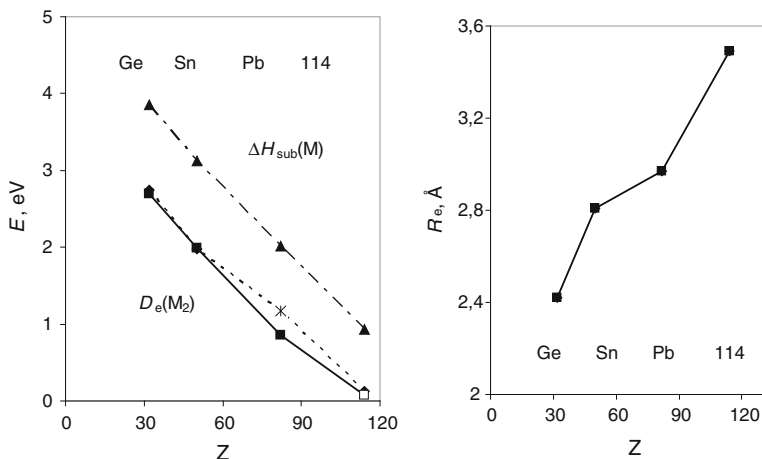 5
4
3
2
1
0
E, eV
Ge Sn Pb 114
ΔHsub(M)
De(M2)
0 30 60 90 120
Z
3,6
3,2
2,8
2,4
2
Re, Å
Ge Sn Pb 114
0 30 60 90 120
Z